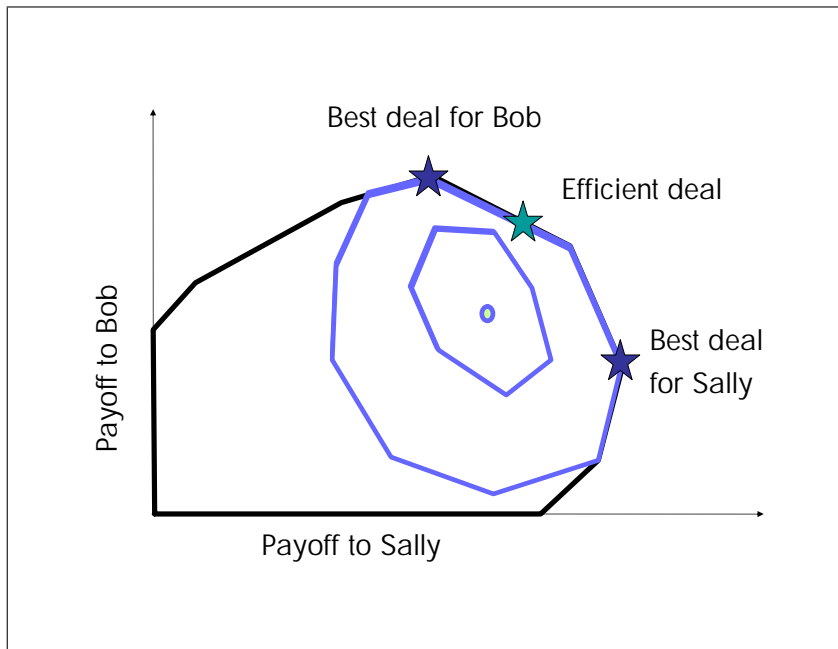 Best deal for Bob
Efficient deal
Best deal
for Sally
Payoff to Bob
Payoff to Sally